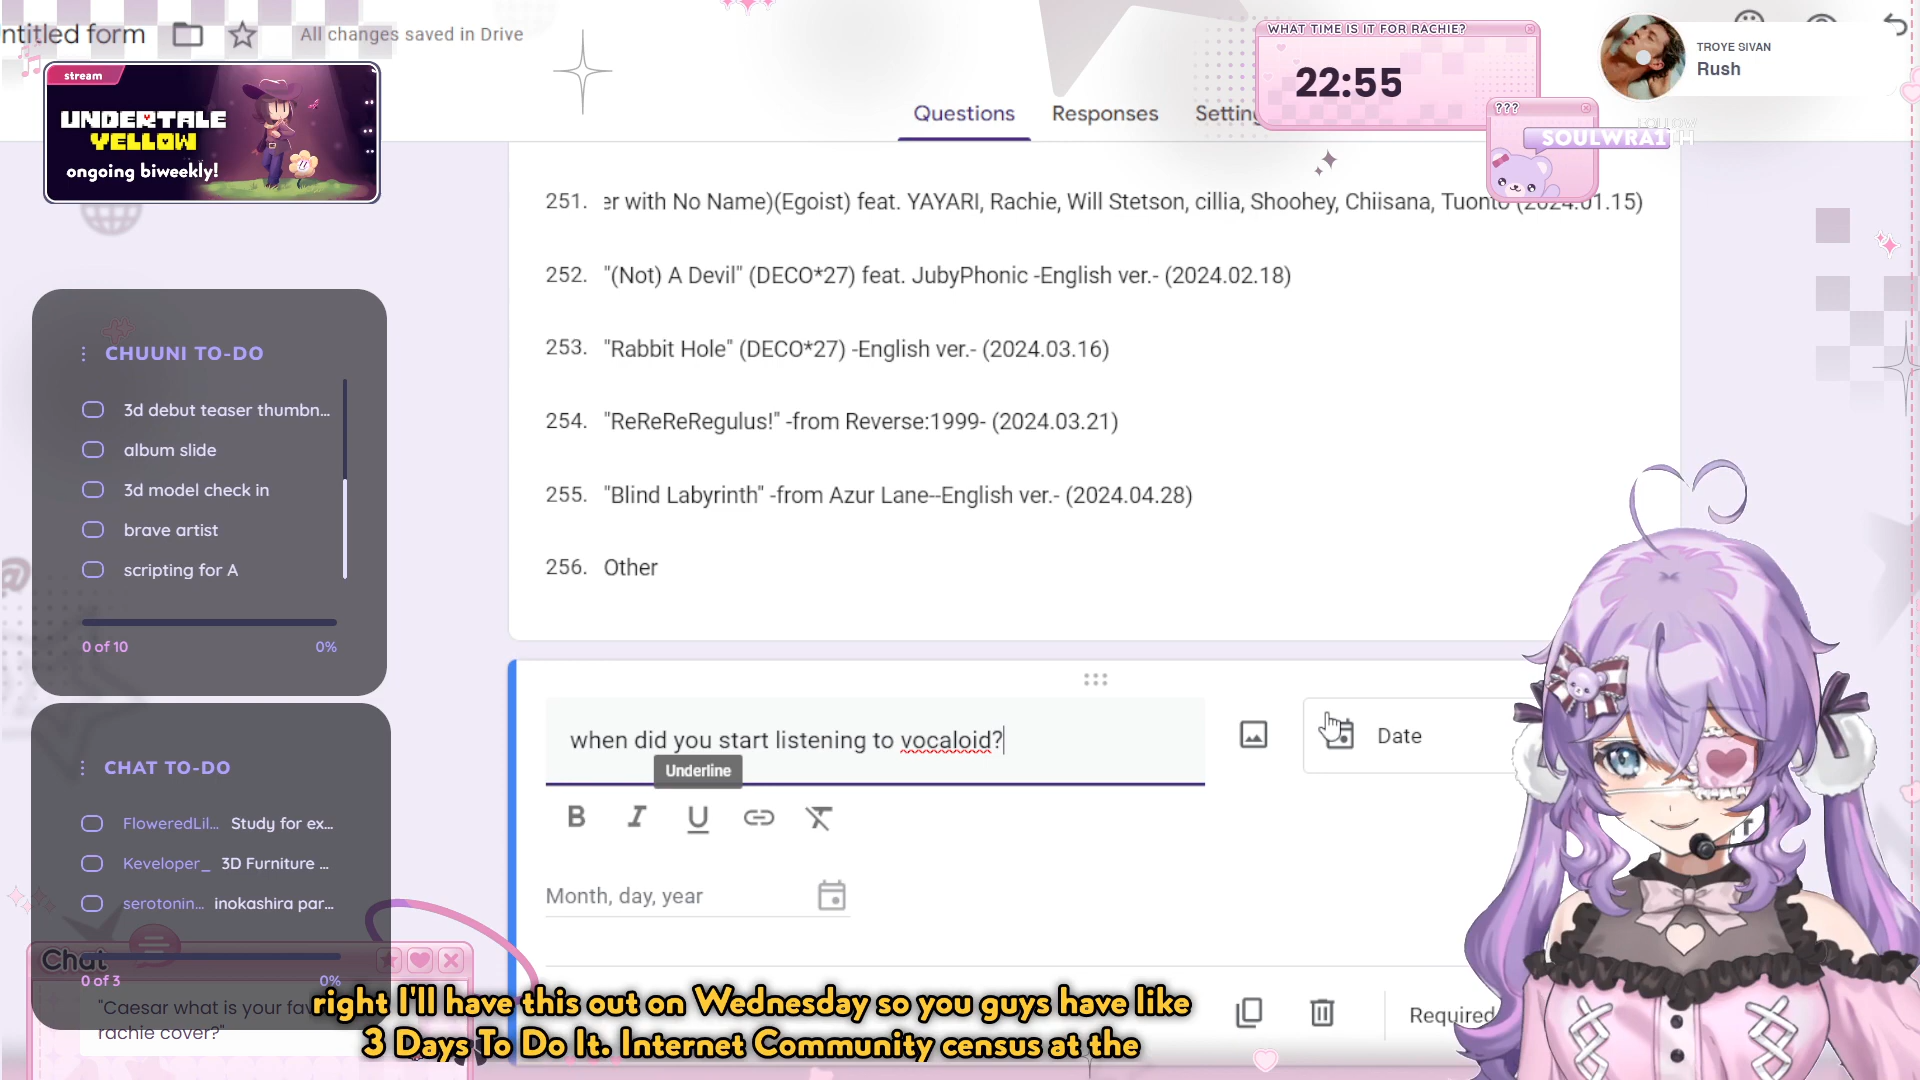 ntitled form
All changes saved in Drive
WHAT TIME IS IT FOR RACHIE?
22:55
TROYE SIVAN
Rush
stream
UNDERTALE
YELLOW
ongoing biweekly!
Questions
Responses
Setting
???
FOLLOW
SOULWRA1TH
251. er with No Name)(Egoist) feat. YAYARI, Rachie, Will Stetson, cillia, Shoohey, Chiisana, Tuonto (2024.01.15)
252. "(Not) A Devil" (DECO*27) feat. JubyPhonic -English ver.- (2024.02.18)
253. "Rabbit Hole" (DECO*27) -English ver.- (2024.03.16)
254. "ReReReRegulus!" -from Reverse:1999- (2024.03.21)
255. "Blind Labyrinth" -from Azur Lane--English ver.- (2024.04.28)
256. Other
CHUUNI TO-DO
3d debut teaser thumbn...
album slide
3d model check in
brave artist
scripting for A
0 of 10 0%
when did you start listening to vocaloid?
Date
Underline
B I U
Month, day, year
Required
CHAT TO-DO
FloweredLil... Study for ex...
Keveloper_ 3D Furniture ...
serotonin... inokashira par...
0 of 3 0%
Chat
"Caesar what is your fav
rachie cover?"
right I'll have this out on Wednesday so you guys have like
3 Days To Do It. Internet Community census at the